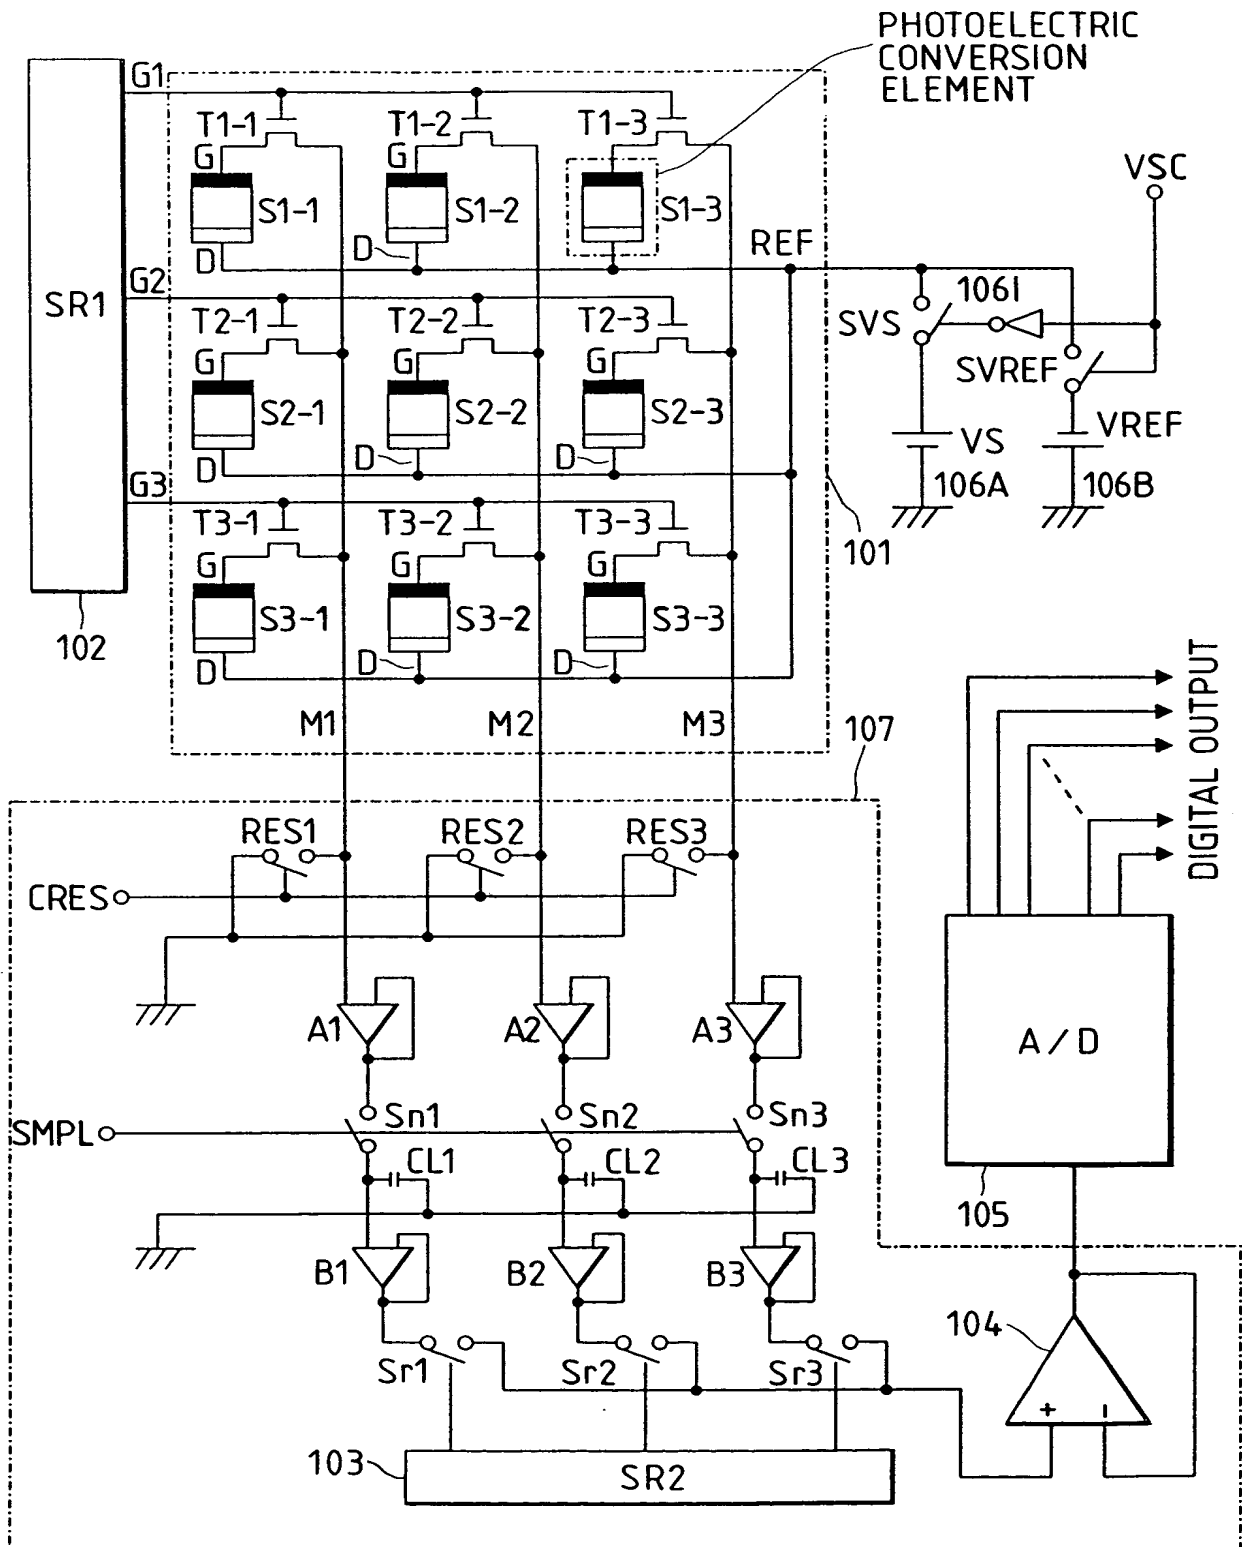 PHOTOELECTRIC
CONVERSION
ELEMENT
G1
T1-1 T1-2 T1-3
G G
VSC
S1-1 S1-2 S1-3
D D
REF
SR1
G2
T2-1 T2-2 T2-3
106I
SVS
G G G
SVREF
S2-1 S2-2 S2-3
VS VREF
D D D
106A 106B
G3
T3-1 T3-2 T3-3
101
G G G
S3-1 S3-2 S3-3
102
D D D
M1 M2 M3
107
DIGITAL OUTPUT
RES1 RES2 RES3
CRES
A1 A2 A3
A/D
SMPL
Sn1 Sn2 Sn3
CL1 CL2 CL3
105
B1 B2 B3
104
Sr1 Sr2 Sr3
+ −
103
SR2